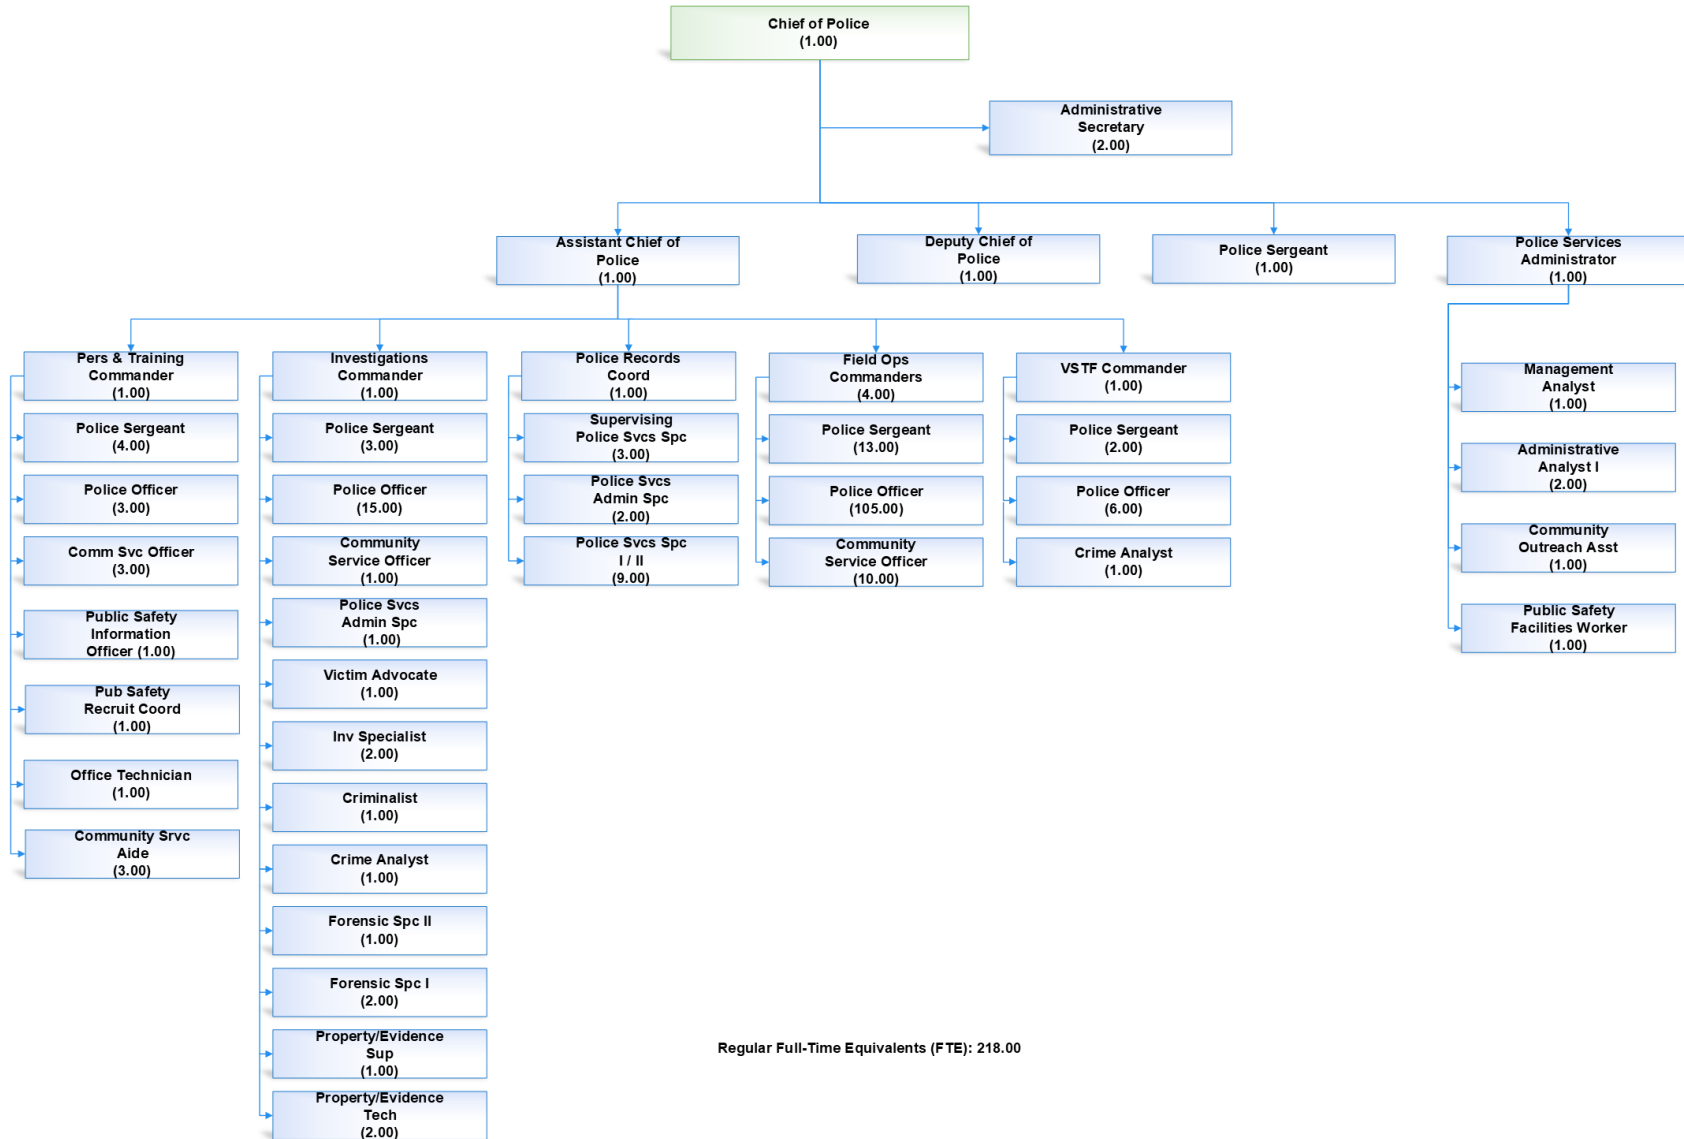 Chief of Police
(1.00)
Administrative
Secretary
(2.00)
Assistant Chief of
Police
(1.00)
Deputy Chief of
Police
(1.00)
Police Sergeant
(1.00)
Police Services
Administrator
(1.00)
Pers & Training
Commander
(1.00)
Police Sergeant
(4.00)
Police Officer
(3.00)
Comm Svc Officer
(3.00)
Public Safety
Information
Officer (1.00)
Pub Safety
Recruit Coord
(1.00)
Office Technician
(1.00)
Community Srvc
Aide
(3.00)
Investigations
Commander
(1.00)
Police Sergeant
(3.00)
Police Officer
(15.00)
Community
Service Officer
(1.00)
Police Svcs
Admin Spc
(1.00)
Victim Advocate
(1.00)
Inv Specialist
(2.00)
Criminalist
(1.00)
Crime Analyst
(1.00)
Forensic Spc II
(1.00)
Forensic Spc I
(2.00)
Property/Evidence
Sup
(1.00)
Property/Evidence
Tech
(2.00)
Police Records
Coord
(1.00)
Supervising
Police Svcs Spc
(3.00)
Police Svcs
Admin Spc
(2.00)
Police Svcs Spc
I / II
(9.00)
Field Ops
Commanders
(4.00)
Police Sergeant
(13.00)
Police Officer
(105.00)
Community
Service Officer
(10.00)
VSTF Commander
(1.00)
Police Sergeant
(2.00)
Police Officer
(6.00)
Crime Analyst
(1.00)
Management
Analyst
(1.00)
Administrative
Analyst I
(2.00)
Community
Outreach Asst
(1.00)
Public Safety
Facilities Worker
(1.00)
Regular Full-Time Equivalents (FTE): 218.00